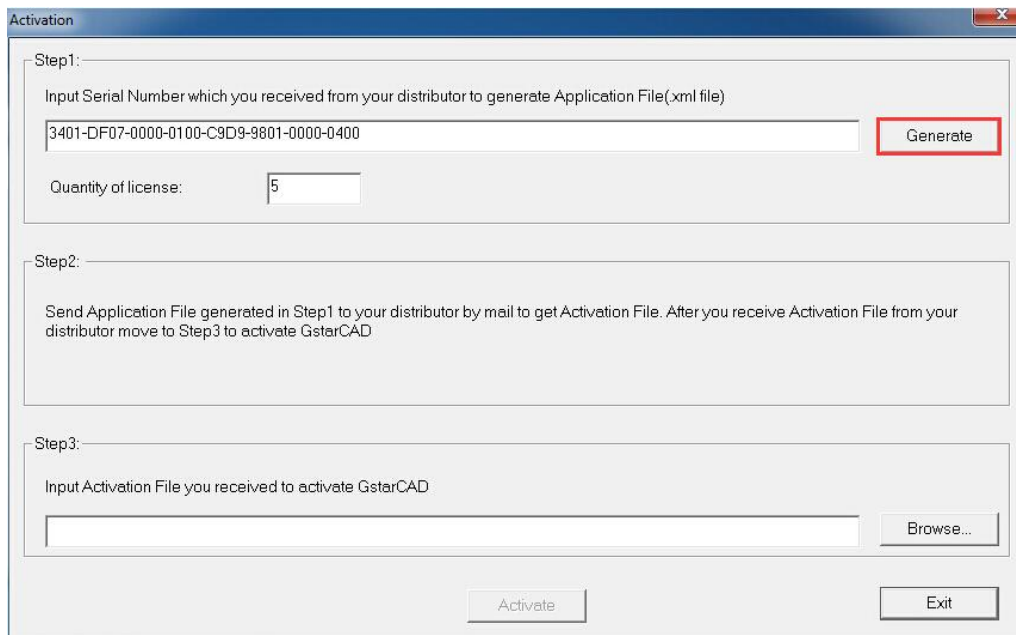 Activation
x
Step1:
Input Serial Number which you received from your distributor to generate Application File(.xml file)
3401-DF07-0000-0100-C9D9-9801-0000-0400
Generate
Quantity of license:
5
Step2:
Send Application File generated in Step1 to your distributor by mail to get Activation File. After you receive Activation File from your
distributor move to Step3 to activate GstarCAD
Step3:
Input Activation File you received to activate GstarCAD
Browse...
Activate
Exit